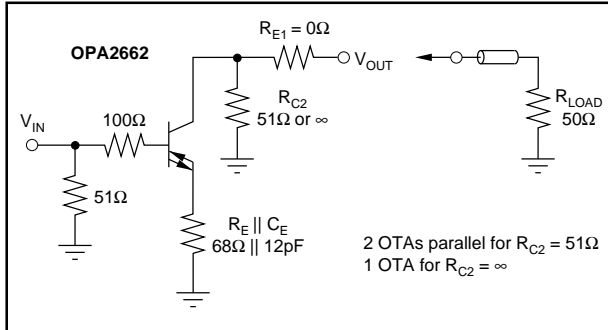 R_E1 = 0Ω
OPA2662
V_OUT
R_C2
51Ω or ∞
R_LOAD
50Ω
100Ω
V_IN
51Ω
R_E || C_E
68Ω || 12pF
2 OTAs parallel for R_C2 = 51Ω
1 OTA for R_C2 = ∞